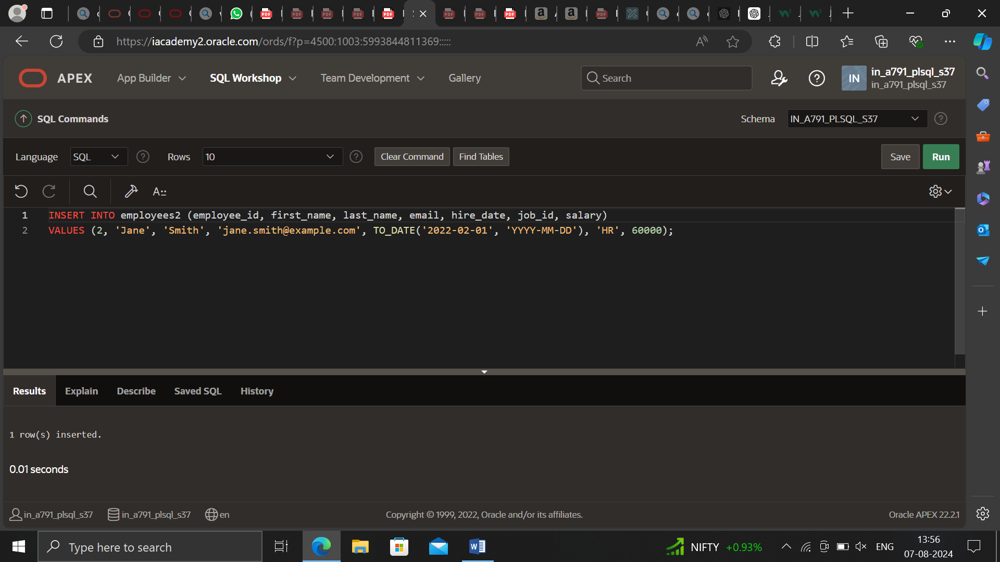 https://iacademy2.oracle.com/ords/f?p=4500:1003:5993844811369:::::
APEX App Builder SQL Workshop Team Development Gallery Search IN in_a791_plsql_s37
in_a791_plsql_s37
SQL Commands Schema IN_A791_PLSQL_S37
Language SQL Rows 10 Clear Command Find Tables Save Run
1 INSERT INTO employees2 (employee_id, first_name, last_name, email, hire_date, job_id, salary)
2 VALUES (2, 'Jane', 'Smith', 'jane.smith@example.com', TO_DATE('2022-02-01', 'YYYY-MM-DD'), 'HR', 60000);
Results Explain Describe Saved SQL History
1 row(s) inserted.
0.01 seconds
in_a791_plsql_s37 in_a791_plsql_s37 en Copyright © 1999, 2022, Oracle and/or its affiliates. Oracle APEX 22.2.1
Type here to search NIFTY +0.93% ENG 13:56
07-08-2024